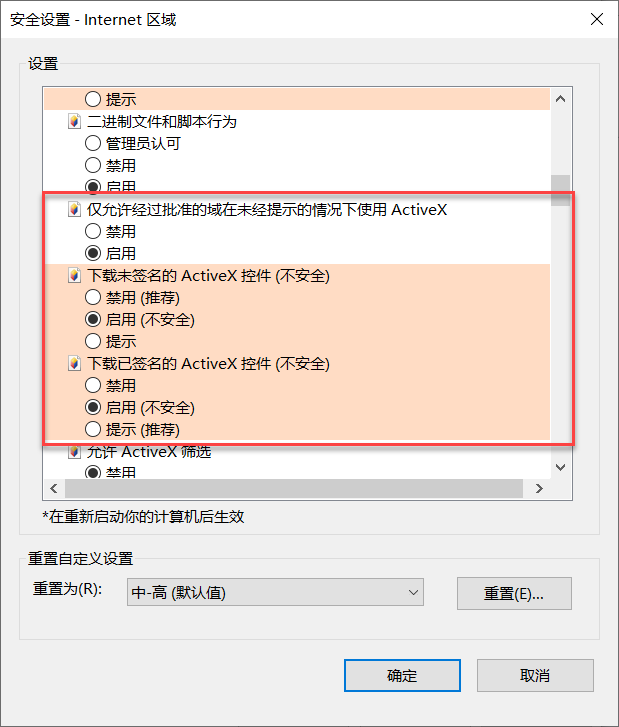 安全设置 - Internet 区域
设置
提示
二进制文件和脚本行为
管理员认可
禁用
启用
仅允许经过批准的域在未经提示的情况下使用 ActiveX
禁用
启用
下载未签名的 ActiveX 控件 (不安全)
禁用 (推荐)
启用 (不安全)
提示
下载已签名的 ActiveX 控件 (不安全)
禁用
启用 (不安全)
提示 (推荐)
允许 ActiveX 筛选
禁用
*在重新启动你的计算机后生效
重置自定义设置
重置为(R):
中-高 (默认值)
重置(E)...
确定
取消